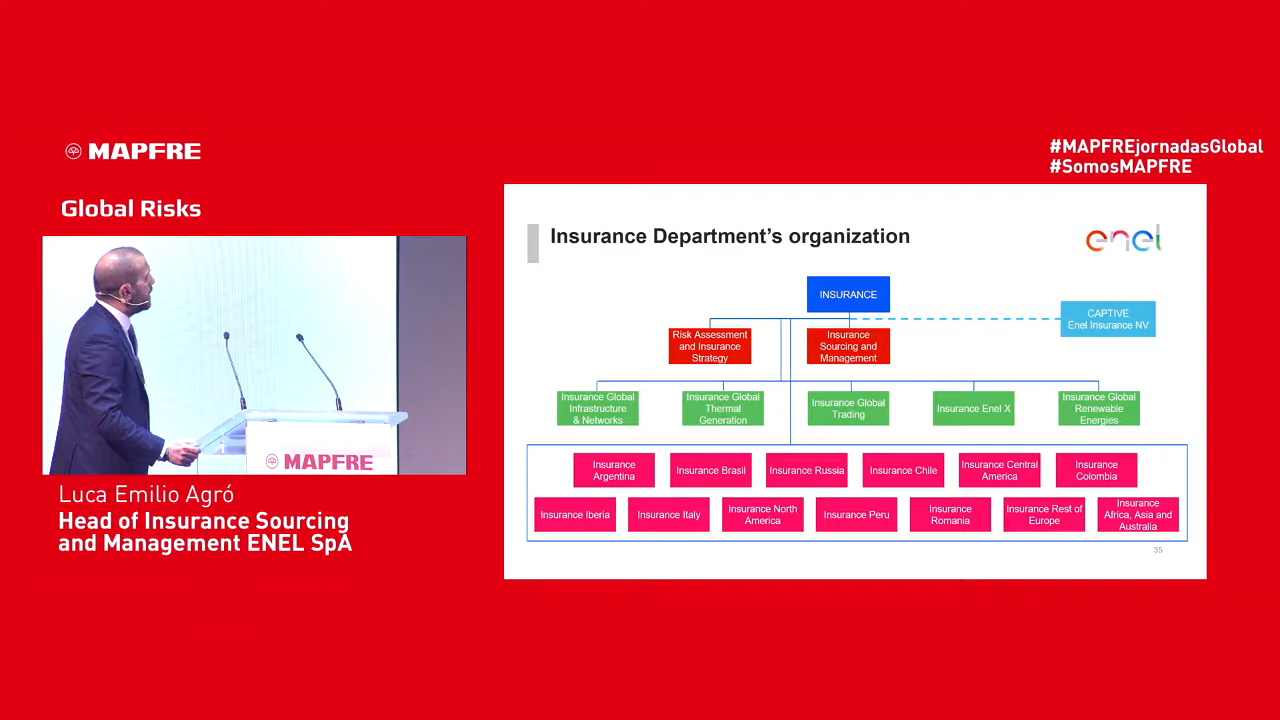 MAPFRE
#MAPFREjornadasGlobal
#SomosMAPFRE
Global Risks
MAPFRE
Luca Emilio Agró
Head of Insurance Sourcing
and Management ENEL SpA
Insurance Department's organization
enel
INSURANCE
CAPTIVE
Enel Insurance NV
Risk Assessment
and Insurance
Strategy
Insurance
Sourcing and
Management
Insurance Global
Infrastructure
& Networks
Insurance Global
Thermal
Generation
Insurance Global
Trading
Insurance Enel X
Insurance Global
Renewable
Energies
Insurance
Argentina
Insurance Brasil
Insurance Russia
Insurance Chile
Insurance Central
America
Insurance
Colombia
Insurance Iberia
Insurance Italy
Insurance North
America
Insurance Peru
Insurance
Romania
Insurance Rest of
Europe
Insurance
Africa, Asia and
Australia
35